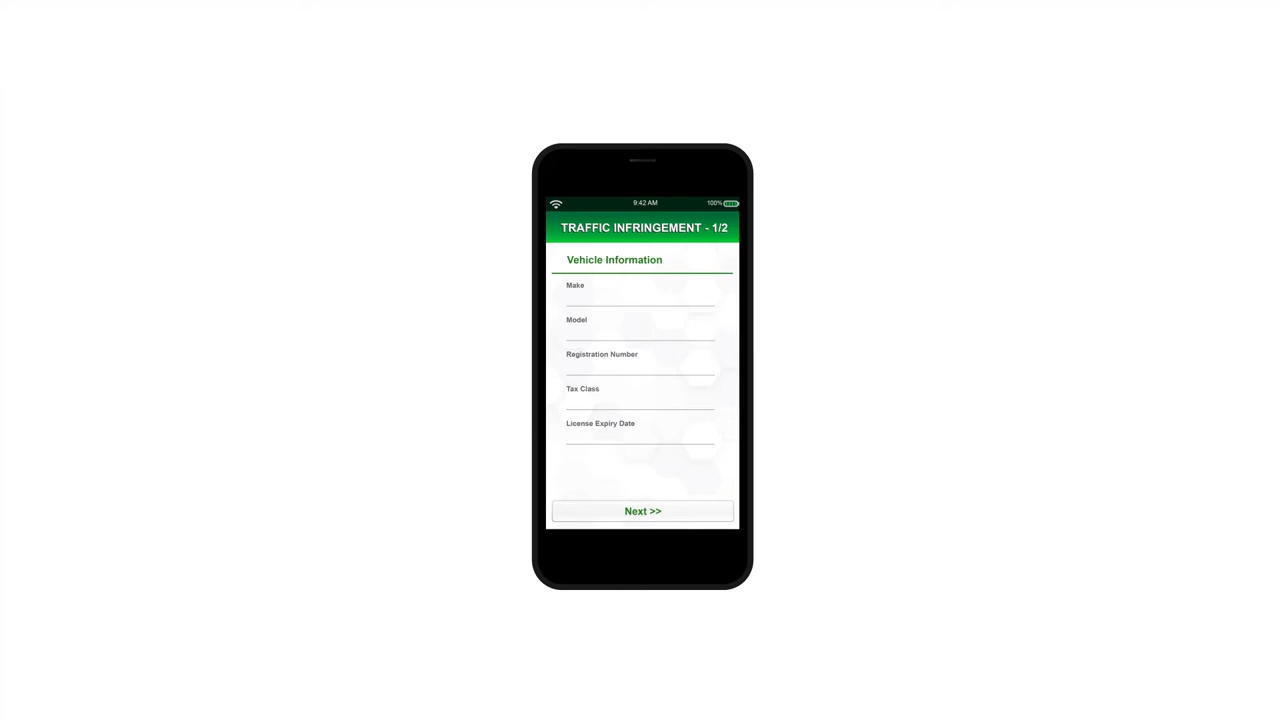 9:42 AM 100%
TRAFFIC INFRINGEMENT - 1/2
Vehicle Information
Make
Model
Registration Number
Tax Class
License Expiry Date
Next >>